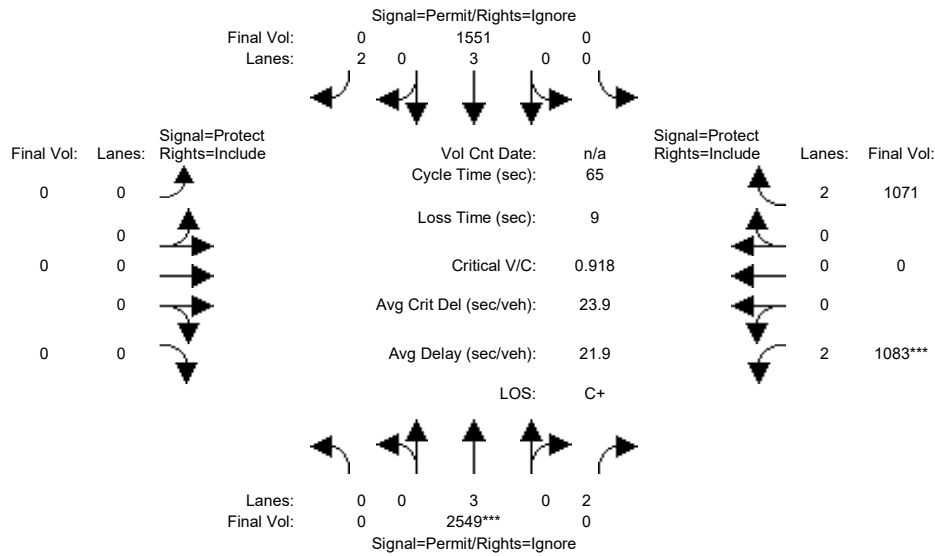 Signal=Permit/Rights=Ignore
Final Vol: 0 1551 0
Lanes: 2 0 3 0 0
Signal=Protect Signal=Protect
Final Vol: Lanes: Rights=Include Vol Cnt Date: n/a Rights=Include Lanes: Final Vol:
Cycle Time (sec): 65
0 0 2 1071
Loss Time (sec): 9
0 0
0 0 Critical V/C: 0.918 0 0
0 Avg Crit Del (sec/veh): 23.9 0
0 0 Avg Delay (sec/veh): 21.9 2 1083***
LOS: C+
Lanes: 0 0 3 0 2
Final Vol: 0 2549*** 0
Signal=Permit/Rights=Ignore